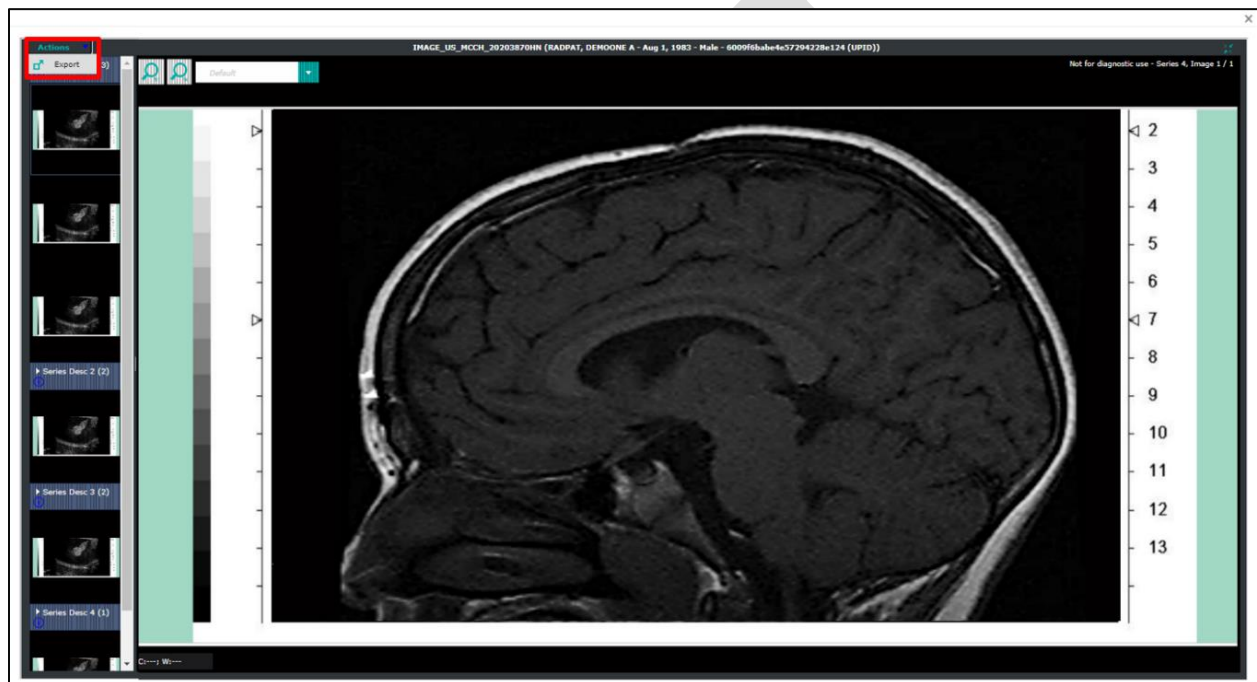 x
IMAGE_US_MCCH_20203870HN (RADPAT, DEMOONE A - Aug 1, 1983 - Male - 6009f6babe4e57294228e124 (UPID))
Actions
Export
3)
Default
Not for diagnostic use - Series 4, Image 1 / 1
2
3
4
5
6
7
8
9
10
11
12
13
Series Desc 2 (2)
Series Desc 3 (2)
Series Desc 4 (1)
C:---; W:---